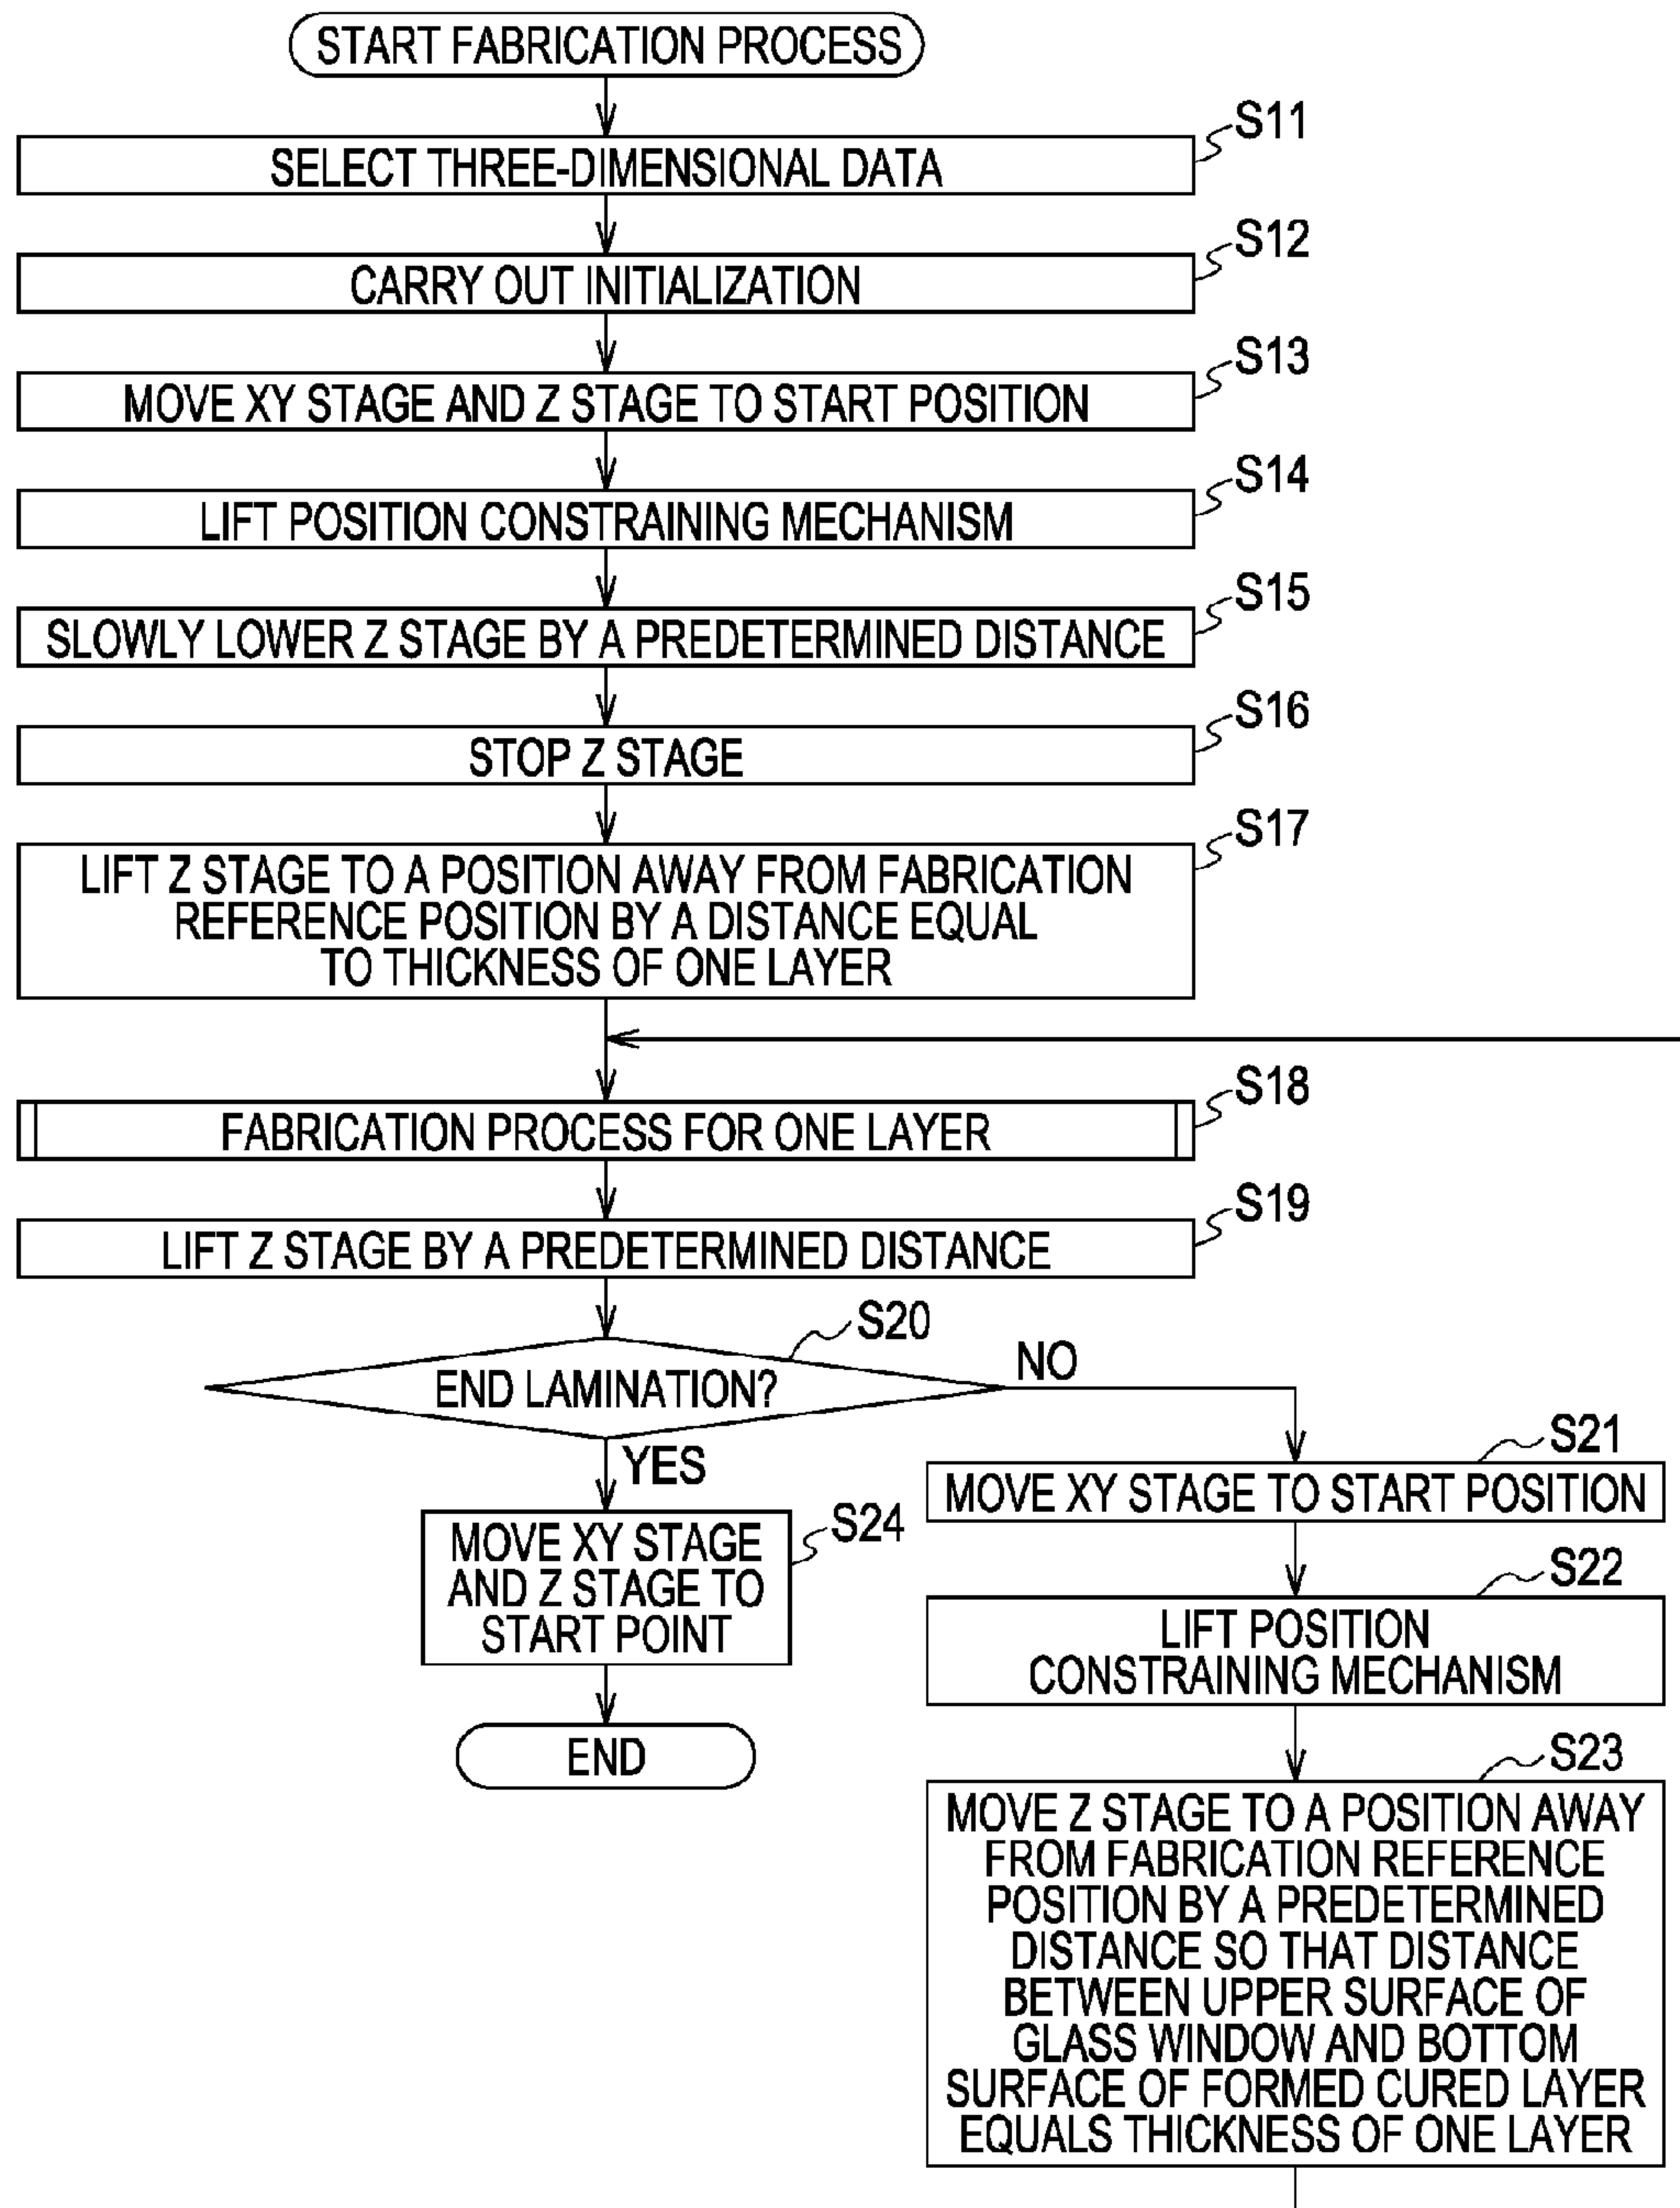 START FABRICATION PROCESS
S11
SELECT THREE-DIMENSIONAL DATA
S12
CARRY OUT INITIALIZATION
S13
MOVE XY STAGE AND Z STAGE TO START POSITION
S14
LIFT POSITION CONSTRAINING MECHANISM
S15
SLOWLY LOWER Z STAGE BY A PREDETERMINED DISTANCE
S16
STOP Z STAGE
S17
LIFT Z STAGE TO A POSITION AWAY FROM FABRICATION
REFERENCE POSITION BY A DISTANCE EQUAL
TO THICKNESS OF ONE LAYER
S18
FABRICATION PROCESS FOR ONE LAYER
S19
LIFT Z STAGE BY A PREDETERMINED DISTANCE
S20
END LAMINATION?
NO
YES
S24
MOVE XY STAGE
AND Z STAGE TO
START POINT
END
S21
MOVE XY STAGE TO START POSITION
S22
LIFT POSITION
CONSTRAINING MECHANISM
S23
MOVE Z STAGE TO A POSITION AWAY
FROM FABRICATION REFERENCE
POSITION BY A PREDETERMINED
DISTANCE SO THAT DISTANCE
BETWEEN UPPER SURFACE OF
GLASS WINDOW AND BOTTOM
SURFACE OF FORMED CURED LAYER
EQUALS THICKNESS OF ONE LAYER